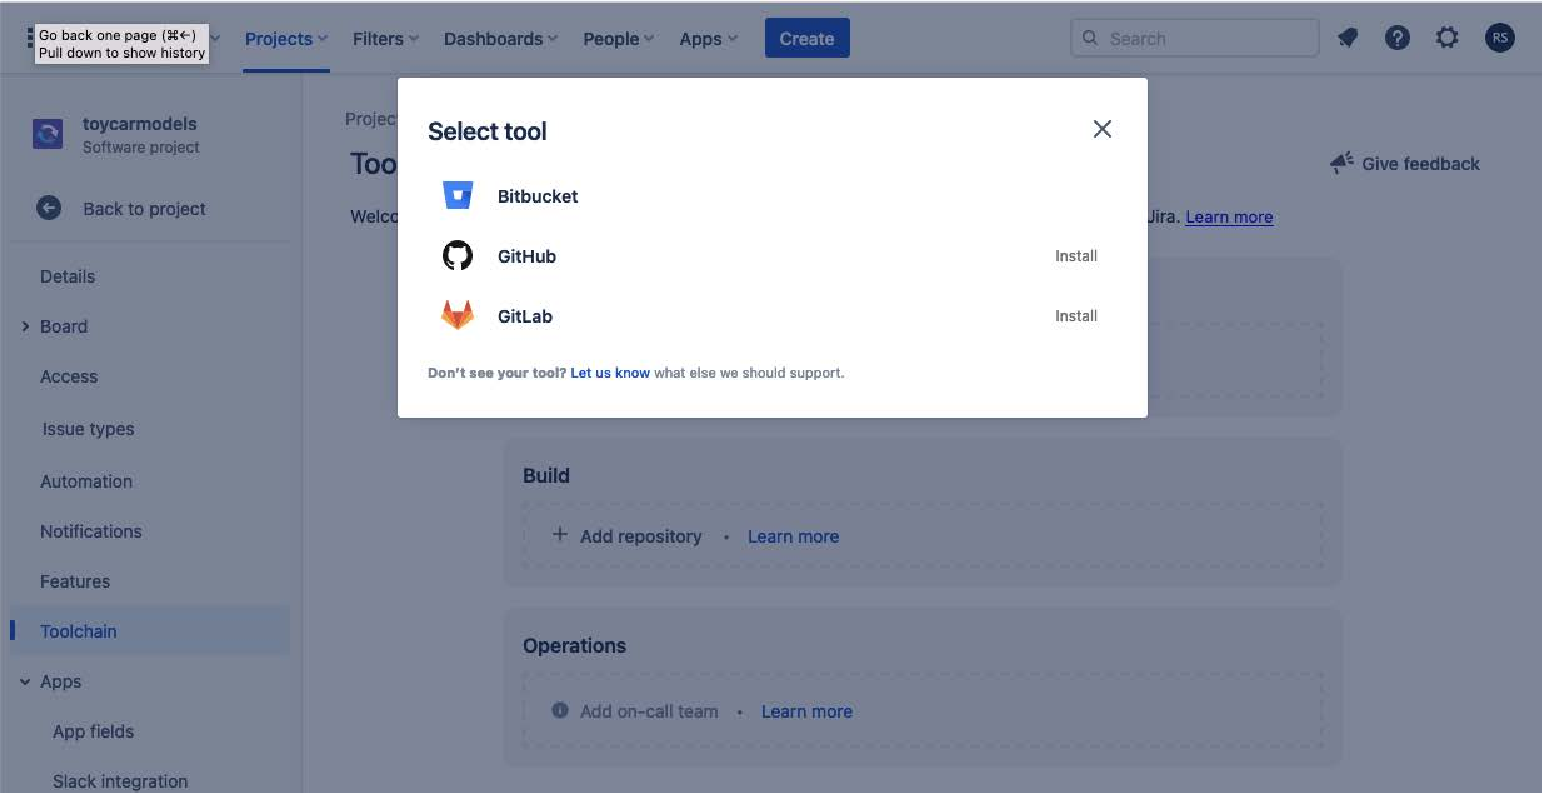 Go back one page (⌘←)
Pull down to show history
Projects Filters Dashboards People Apps Create Search RS
toycarmodels
Software project
Back to project
Details
Board
Access
Issue types
Automation
Notifications
Features
Toolchain
Apps
App fields
Slack integration
Projec
Too
Give feedback
Welco
Jira. Learn more
Select tool
Bitbucket
GitHub Install
GitLab Install
Don't see your tool? Let us know what else we should support.
Build
Add repository • Learn more
Operations
Add on-call team • Learn more